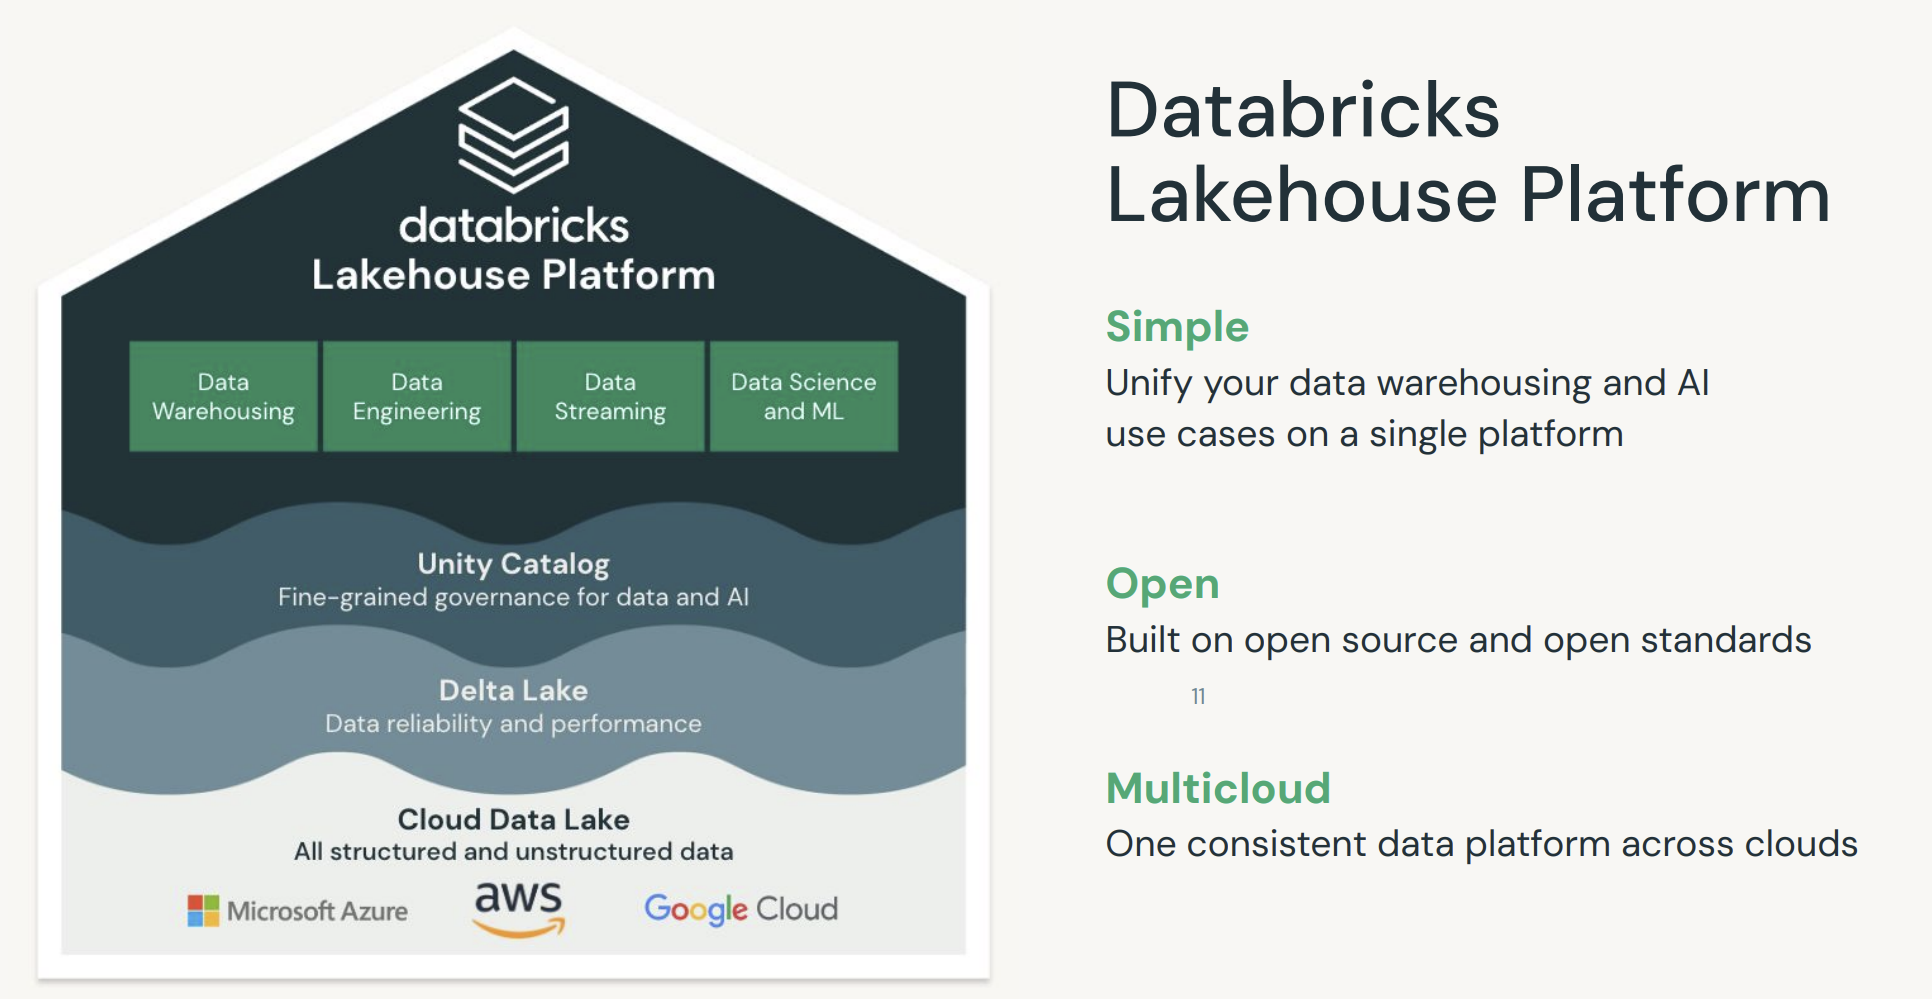 databricks
Lakehouse Platform
Data
Warehousing
Data
Engineering
Data
Streaming
Data Science
and ML
Unity Catalog
Fine-grained governance for data and AI
Delta Lake
Data reliability and performance
Cloud Data Lake
All structured and unstructured data
Microsoft Azure
aws
Google Cloud
Databricks
Lakehouse Platform
Simple
Unify your data warehousing and AI
use cases on a single platform
Open
Built on open source and open standards
11
Multicloud
One consistent data platform across clouds